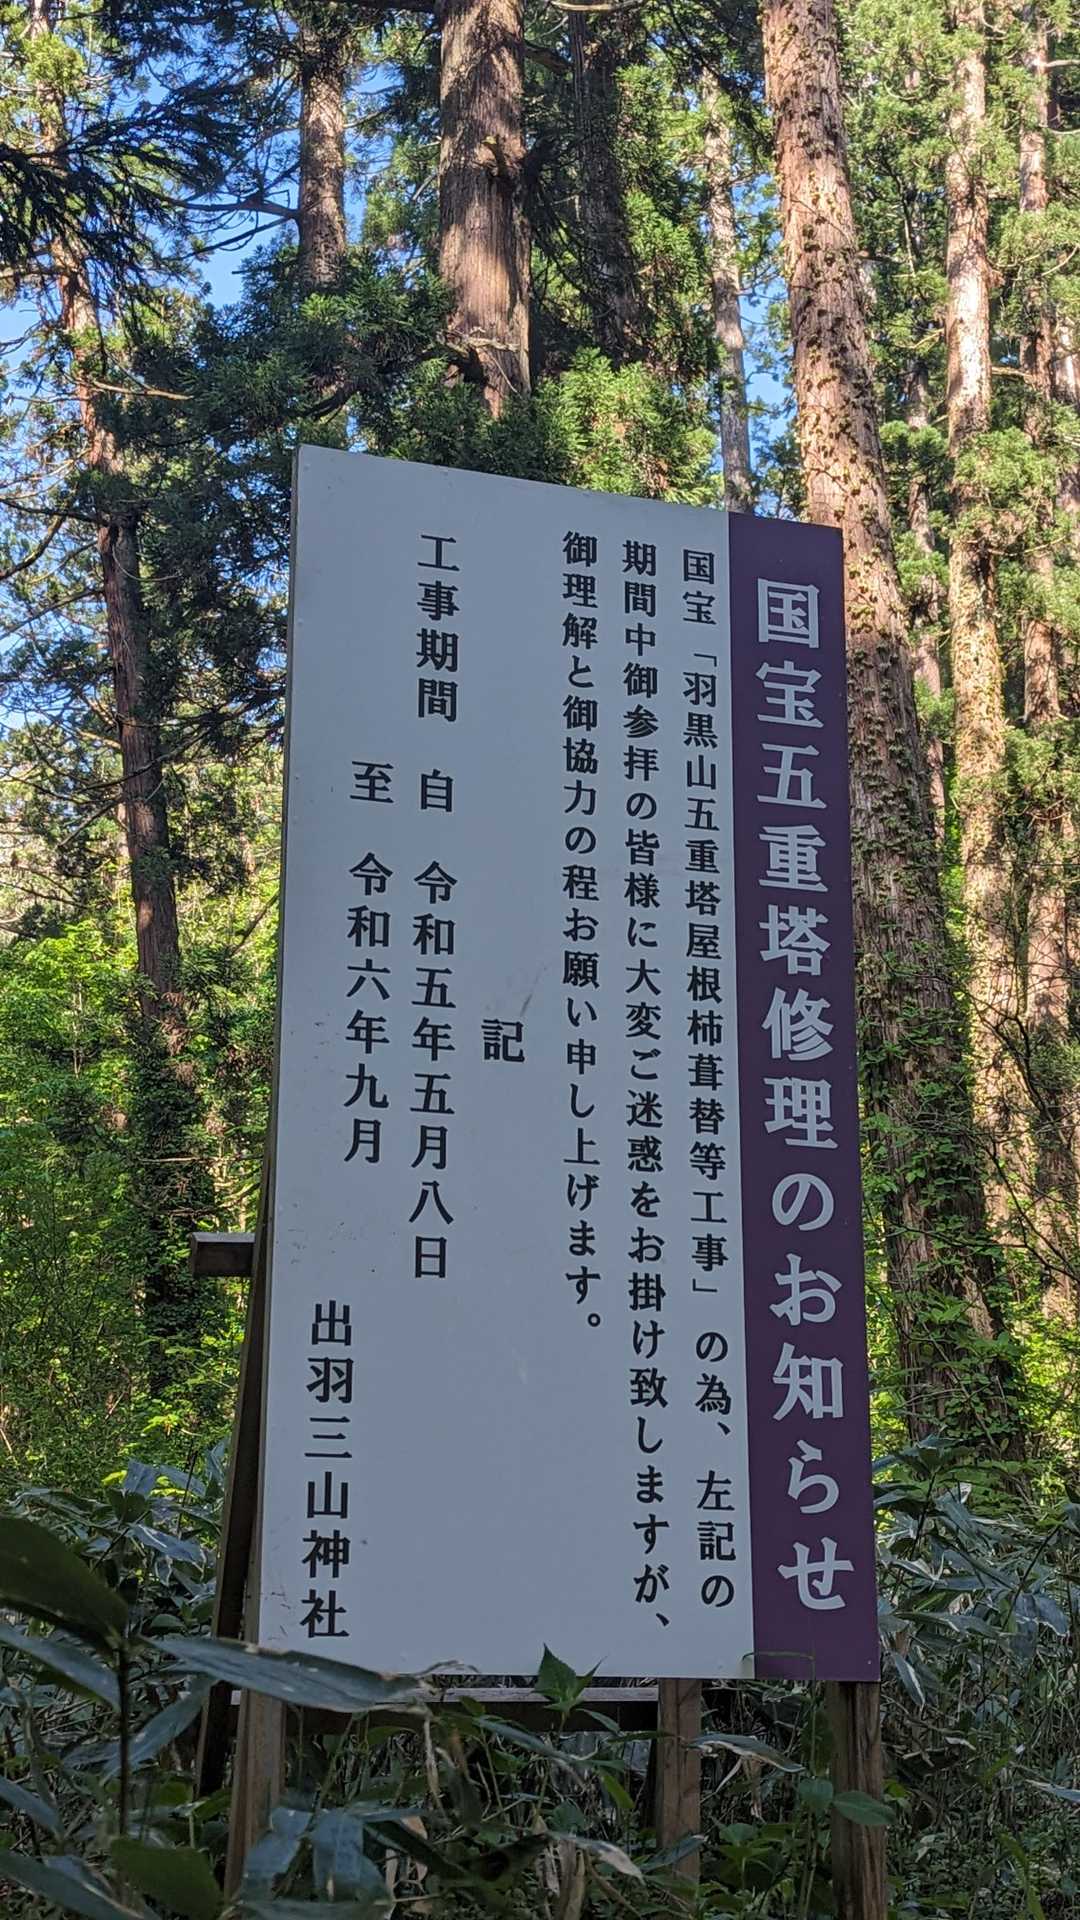 国宝五重塔修理のお知らせ
国宝「羽黒山五重塔屋根柿葺替等工事」の為、左記の
期間中御参拝の皆様に大変ご迷惑をお掛け致しますが、
御理解と御協力の程お願い申し上げます。
記
工事期間 自 令和五年五月八日
至 令和六年九月
出羽三山神社